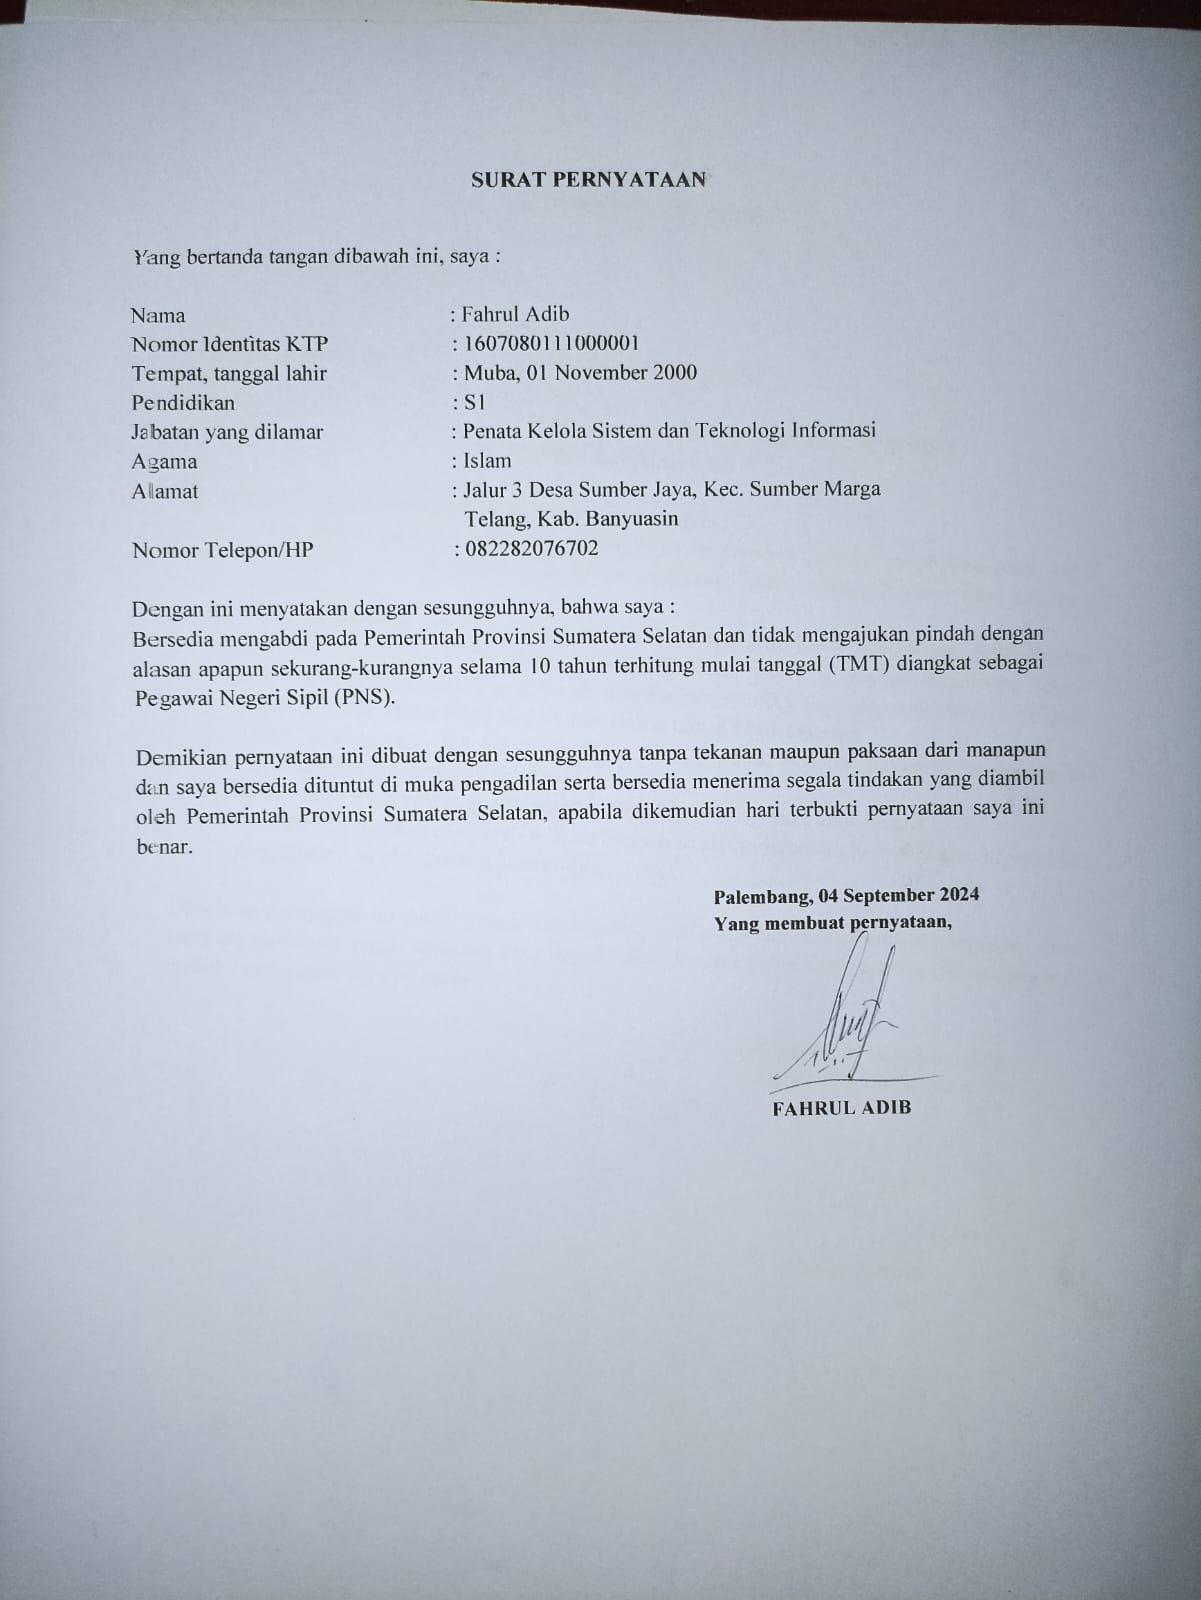 SURAT PERNYATAAN
Yang bertanda tangan dibawah ini, saya :
Nama : Fahrul Adib
Nomor Identitas KTP : 1607080111000001
Tempat, tanggal lahir : Muba, 01 November 2000
Pendidikan : S1
Jabatan yang dilamar : Penata Kelola Sistem dan Teknologi Informasi
Agama : Islam
Alamat : Jalur 3 Desa Sumber Jaya, Kec. Sumber Marga
Telang, Kab. Banyuasin
Nomor Telepon/HP : 082282076702
Dengan ini menyatakan dengan sesungguhnya, bahwa saya :
Bersedia mengabdi pada Pemerintah Provinsi Sumatera Selatan dan tidak mengajukan pindah dengan
alasan apapun sekurang-kurangnya selama 10 tahun terhitung mulai tanggal (TMT) diangkat sebagai
Pegawai Negeri Sipil (PNS).
Demikian pernyataan ini dibuat dengan sesungguhnya tanpa tekanan maupun paksaan dari manapun
dan saya bersedia dituntut di muka pengadilan serta bersedia menerima segala tindakan yang diambil
oleh Pemerintah Provinsi Sumatera Selatan, apabila dikemudian hari terbukti pernyataan saya ini
benar.
Palembang, 04 September 2024
Yang membuat pernyataan,
FAHRUL ADIB